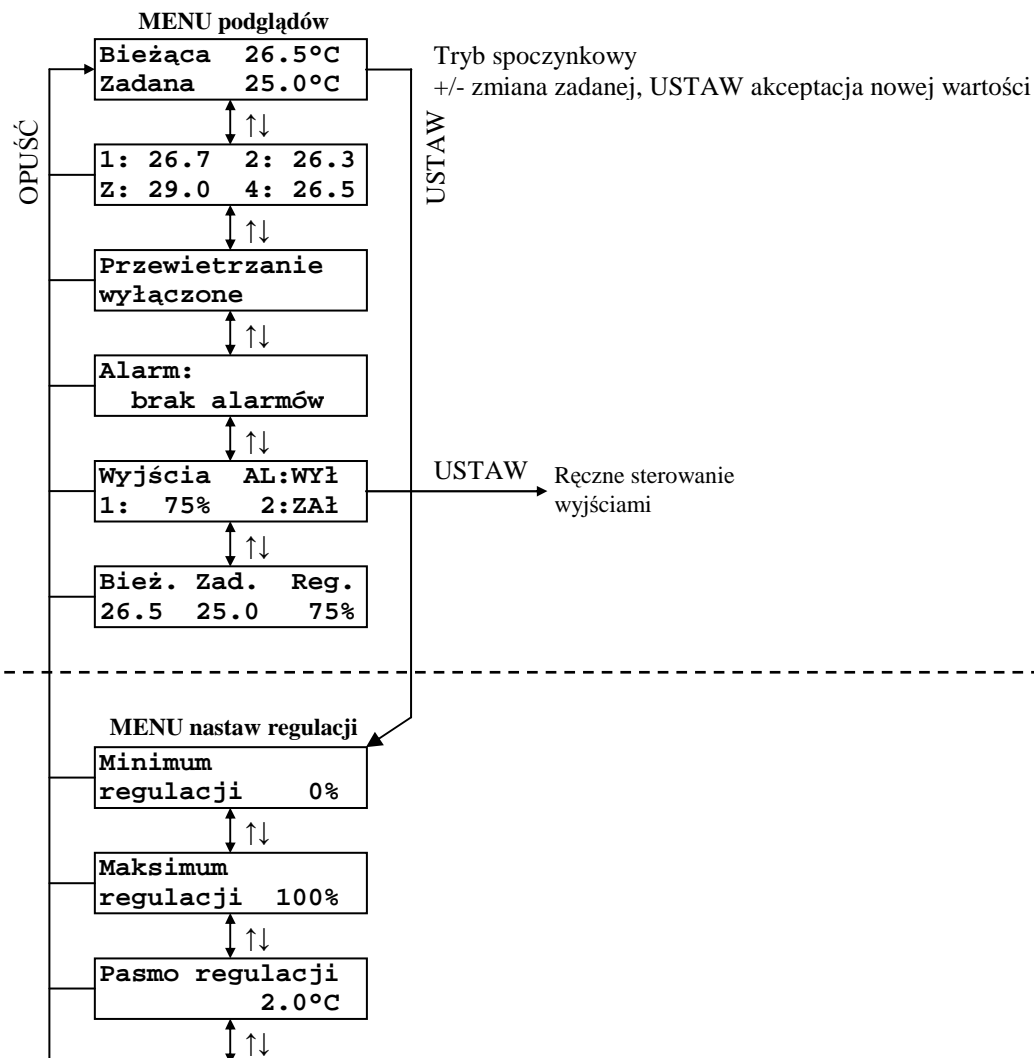 MENU podglądów
Bieżąca 26.5°C
Zadana 25.0°C
Tryb spoczynkowy
+/- zmiana zadanej, USTAW akceptacja nowej wartości
↑↓
OPUŚĆ
USTAW
1: 26.7 2: 26.3
Z: 29.0 4: 26.5
↑↓
Przewietrzanie
wyłączone
↑↓
Alarm:
brak alarmów
↑↓
Wyjścia AL:WYŁ
1: 75% 2:ZAŁ
USTAW
Ręczne sterowanie
wyjściami
↑↓
Bież. Zad. Reg.
26.5 25.0 75%
MENU nastaw regulacji
Minimum
regulacji 0%
↑↓
Maksimum
regulacji 100%
↑↓
Pasmo regulacji
2.0°C
↑↓